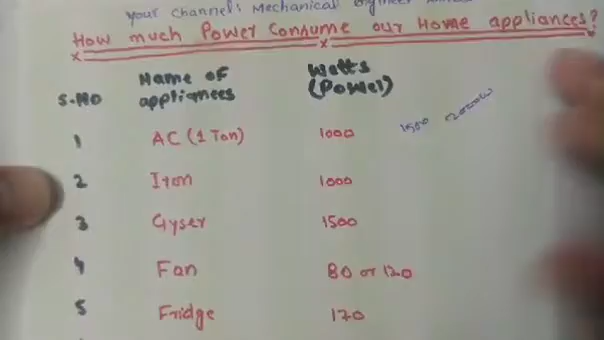 Your Channel: Mechanical Engineer
How much Power Consume our Home appliances?
S.NO Name of appliances Watts (Power)
1 AC (1 Ton) 1000 1500 2000W
2 Iron 1000
3 Gyser 1500
4 Fan 80 or 120
5 Fridge 170